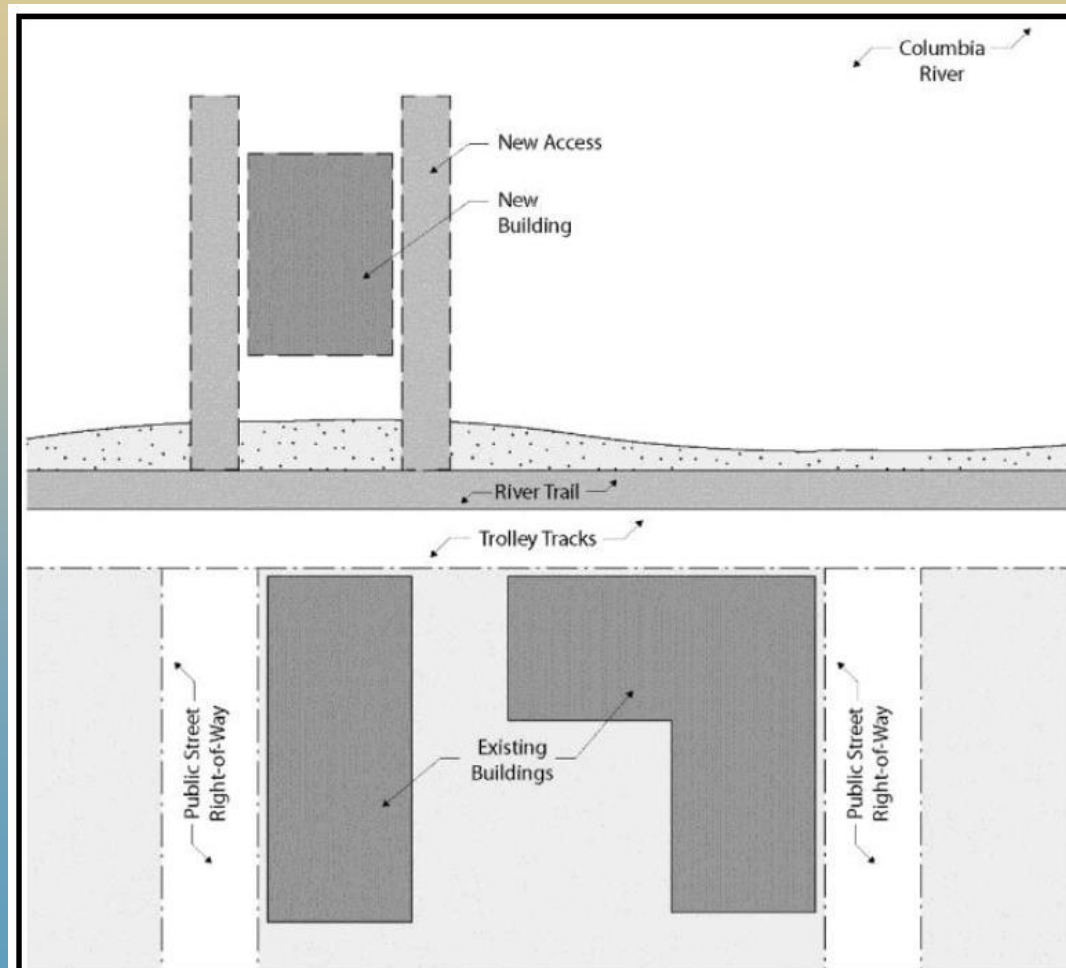 Columbia
River
New Access
New
Building
River Trail
Trolley Tracks
Public Street
Right-of-Way
Existing
Buildings
Public Street
Right-of-Way